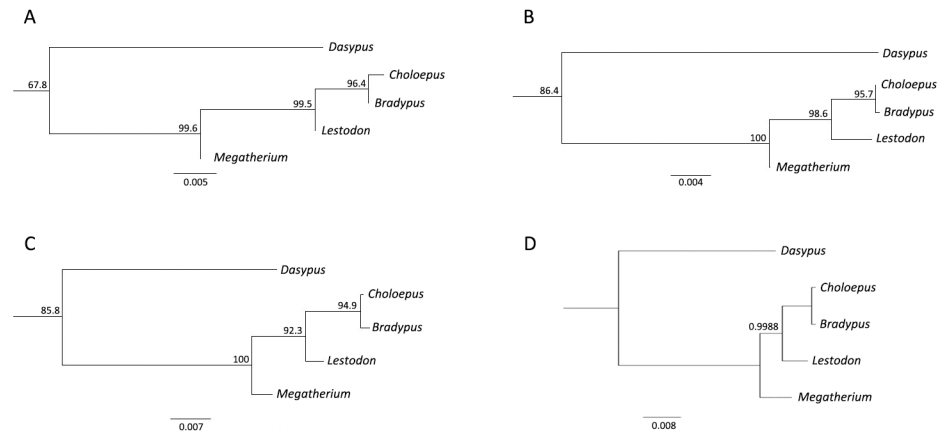 A
Dasypus
Choloepus
67.8
96.4
99.5
Bradypus
Lestodon
99.6
Megatherium
0.005
B
Dasypus
Choloepus
86.4
95.7
98.6
Bradypus
Lestodon
100
Megatherium
0.004
C
Dasypus
Choloepus
85.8
94.9
Bradypus
92.3
Lestodon
100
Megatherium
0.007
D
Dasypus
Choloepus
0.9988
Bradypus
Lestodon
Megatherium
0.008